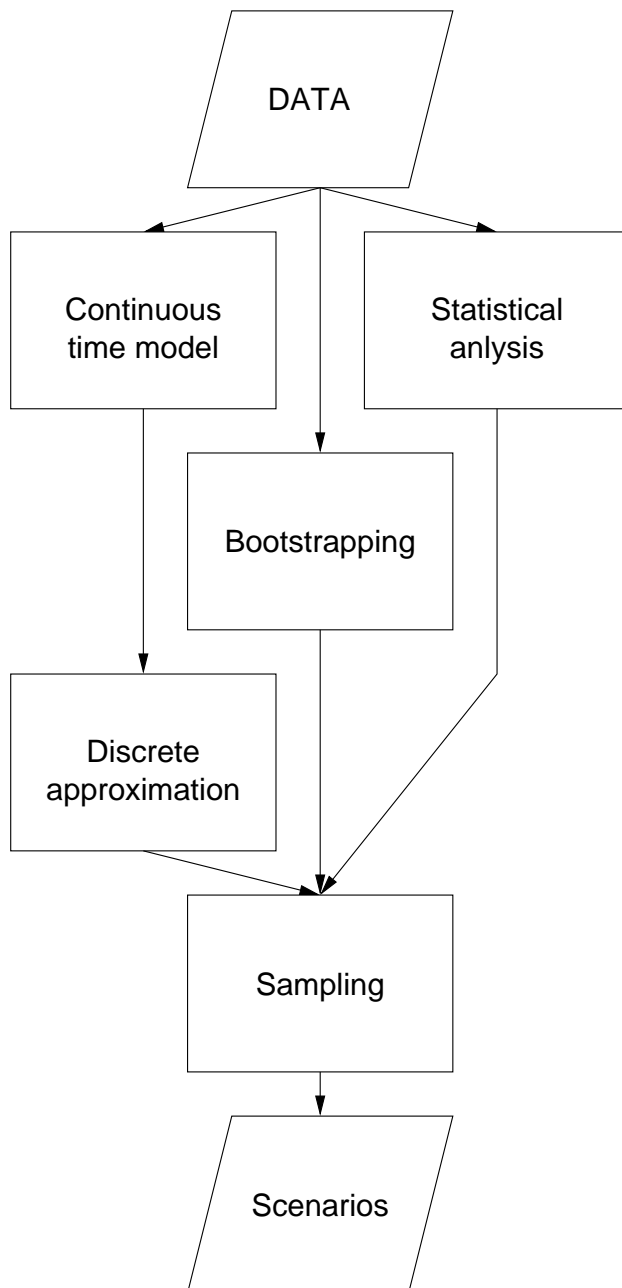 DATA
Continuous
time model
Statistical
anlysis
Bootstrapping
Discrete
approximation
Sampling
Scenarios